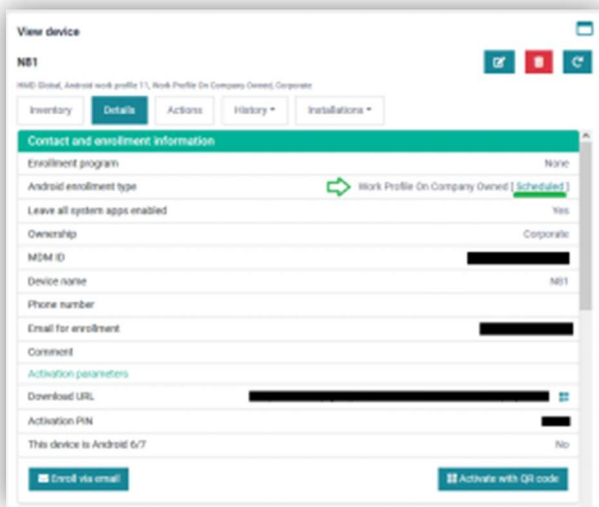 View device
N81
HMD Global, Android work profile 11, Work Profile On Company Owned, Corporate
Inventory Details Actions History Installations
Contact and enrollment information
Enrollment program None
Android enrollment type Work Profile On Company Owned [ Scheduled ]
Leave all system apps enabled Yes
Ownership Corporate
MDM ID
Device name N81
Phone number
Email for enrollment
Comment
Activation parameters
Download URL
Activation PIN
This device is Android 6/7 No
Enroll via email Activate with QR code